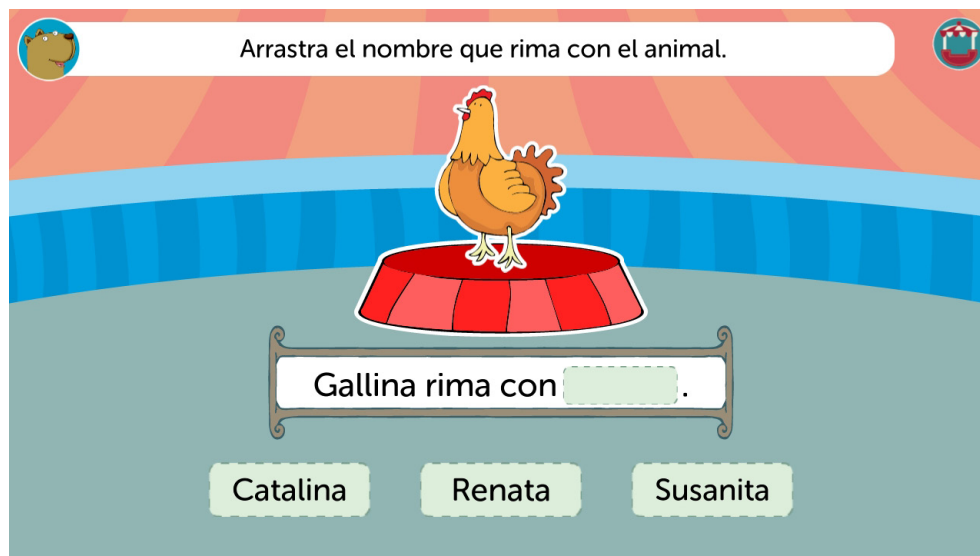 Arrastra el nombre que rima con el animal.
Gallina rima con .
Catalina
Renata
Susanita